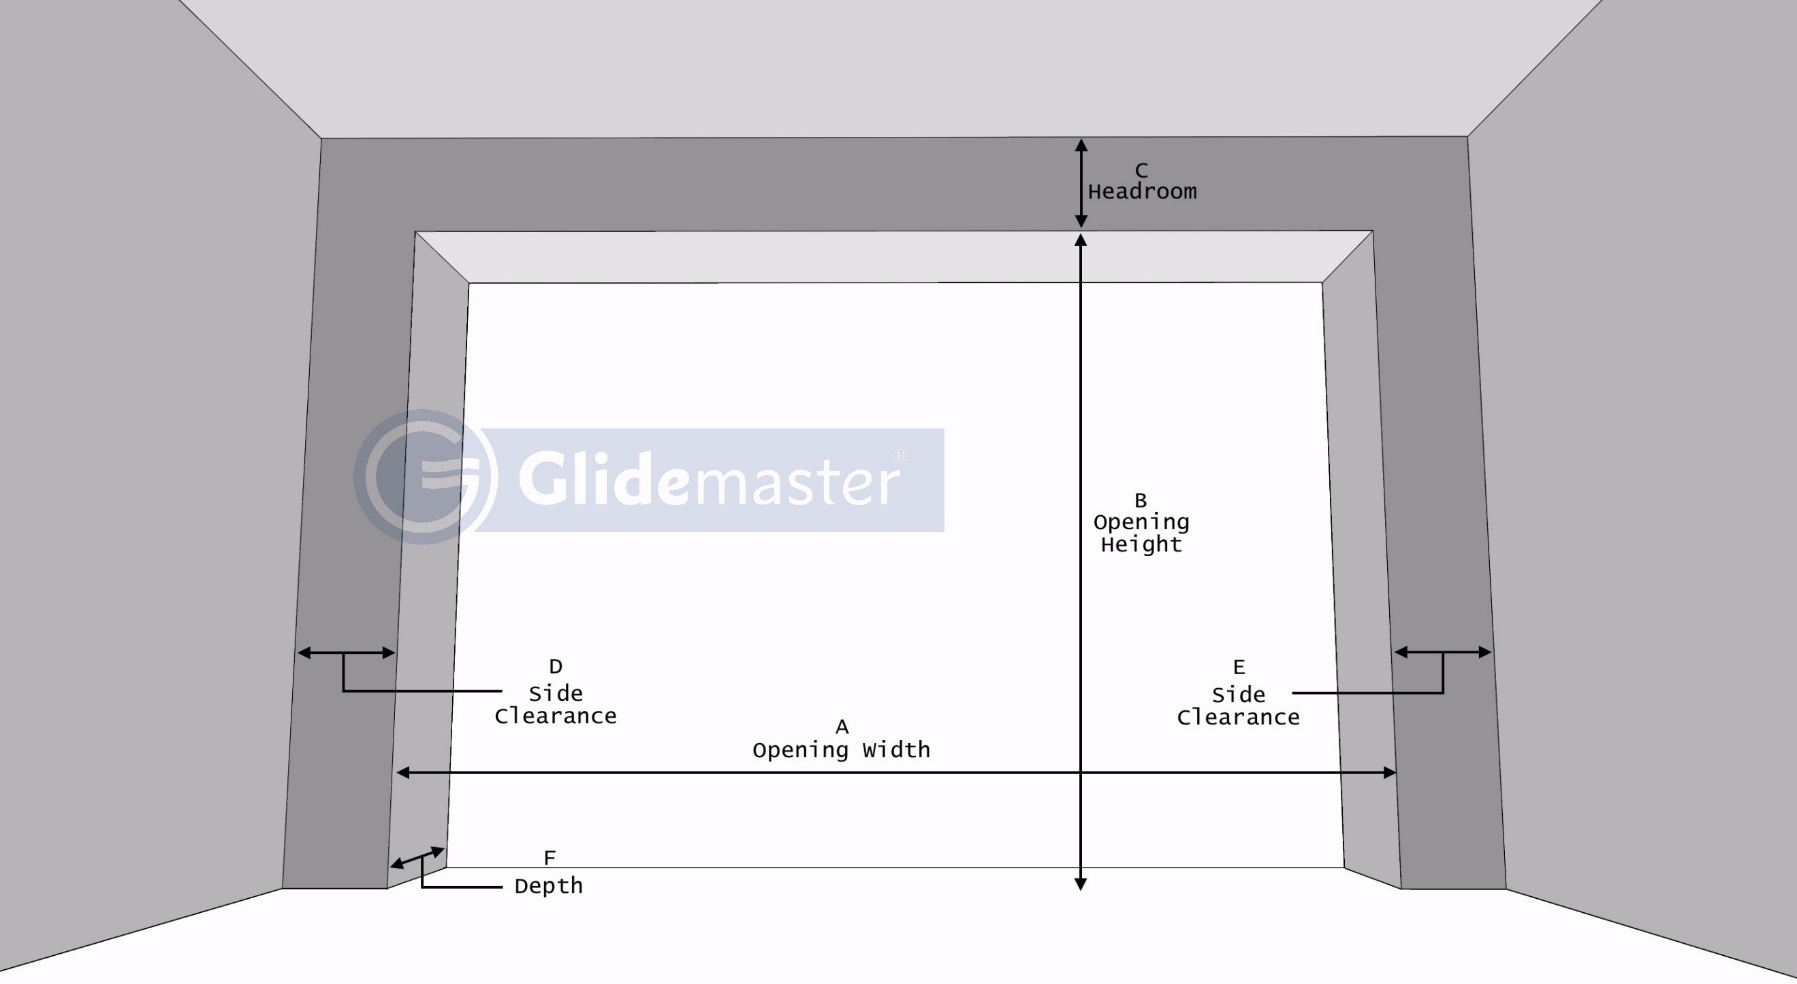 C
Headroom
Glidemaster®
B
Opening
Height
D
Side
Clearance
E
Side
Clearance
A
Opening Width
F
Depth